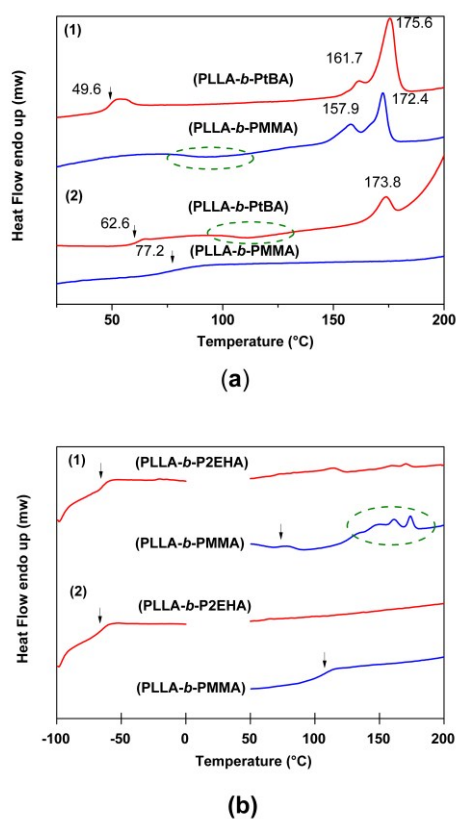 (1)
175.6
161.7
(PLLA-b-PtBA)
49.6
172.4
(PLLA-b-PMMA)
157.9
(2)
(PLLA-b-PtBA)
173.8
62.6
77.2
(PLLA-b-PMMA)
Heat Flow endo up (mw)
50 100 150 200
Temperature (°C)
(a)
(1)
(PLLA-b-P2EHA)
(PLLA-b-PMMA)
(2)
(PLLA-b-P2EHA)
(PLLA-b-PMMA)
Heat Flow endo up (mw)
-100 -50 0 50 100 150 200
Temperature (°C)
(b)